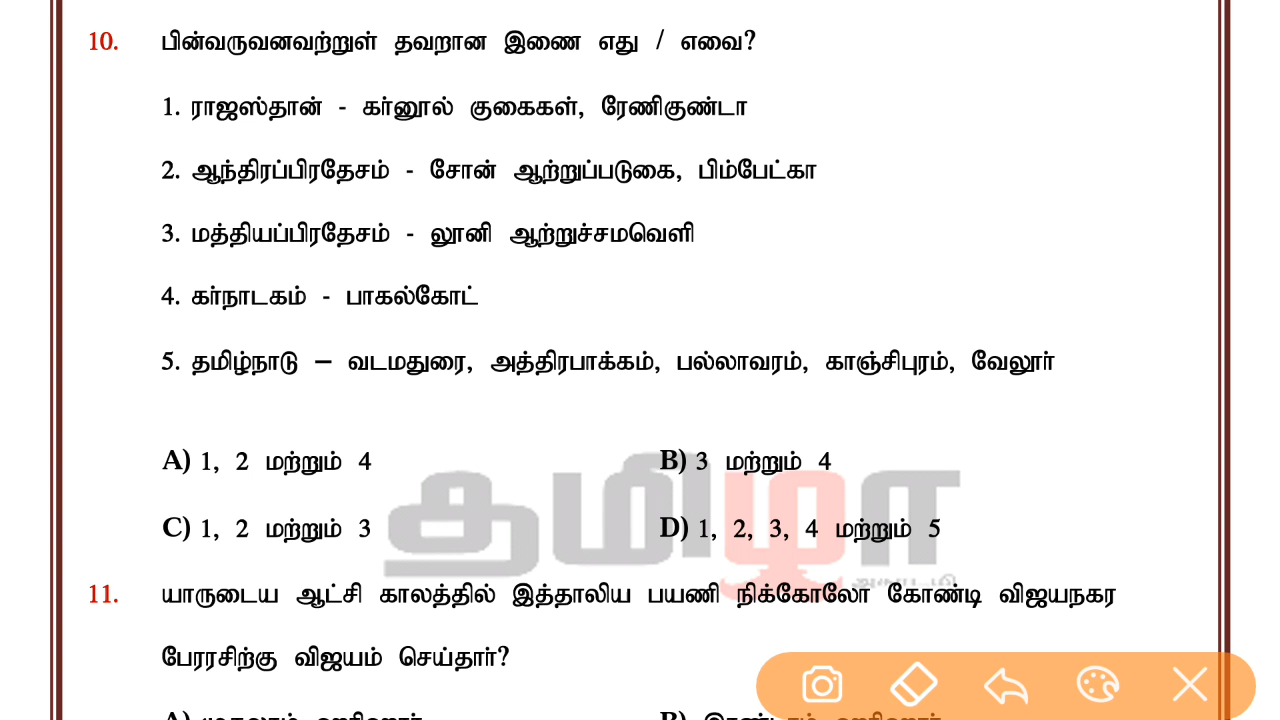 10. பின்வருவனவற்றுள் தவறான இணை எது / எவை?
1. ராஜஸ்தான் - கர்னூல் குகைகள், ரேணிகுண்டா
2. ஆந்திரப்பிரதேசம் - சோன் ஆற்றுப்படுகை, பிம்பேட்கா
3. மத்தியப்பிரதேசம் - லூனி ஆற்றுச்சமவெளி
4. கர்நாடகம் - பாகல்கோட்
5. தமிழ்நாடு – வடமதுரை, அத்திரபாக்கம், பல்லாவரம், காஞ்சிபுரம், வேலூர்
A) 1, 2 மற்றும் 4 B) 3 மற்றும் 4
தமிழா
C) 1, 2 மற்றும் 3 D) 1, 2, 3, 4 மற்றும் 5
11. யாருடைய ஆட்சி காலத்தில் இத்தாலிய பயணி நிக்கோலோ கோண்டி விஜயநகர
பேரரசிற்கு விஜயம் செய்தார்?